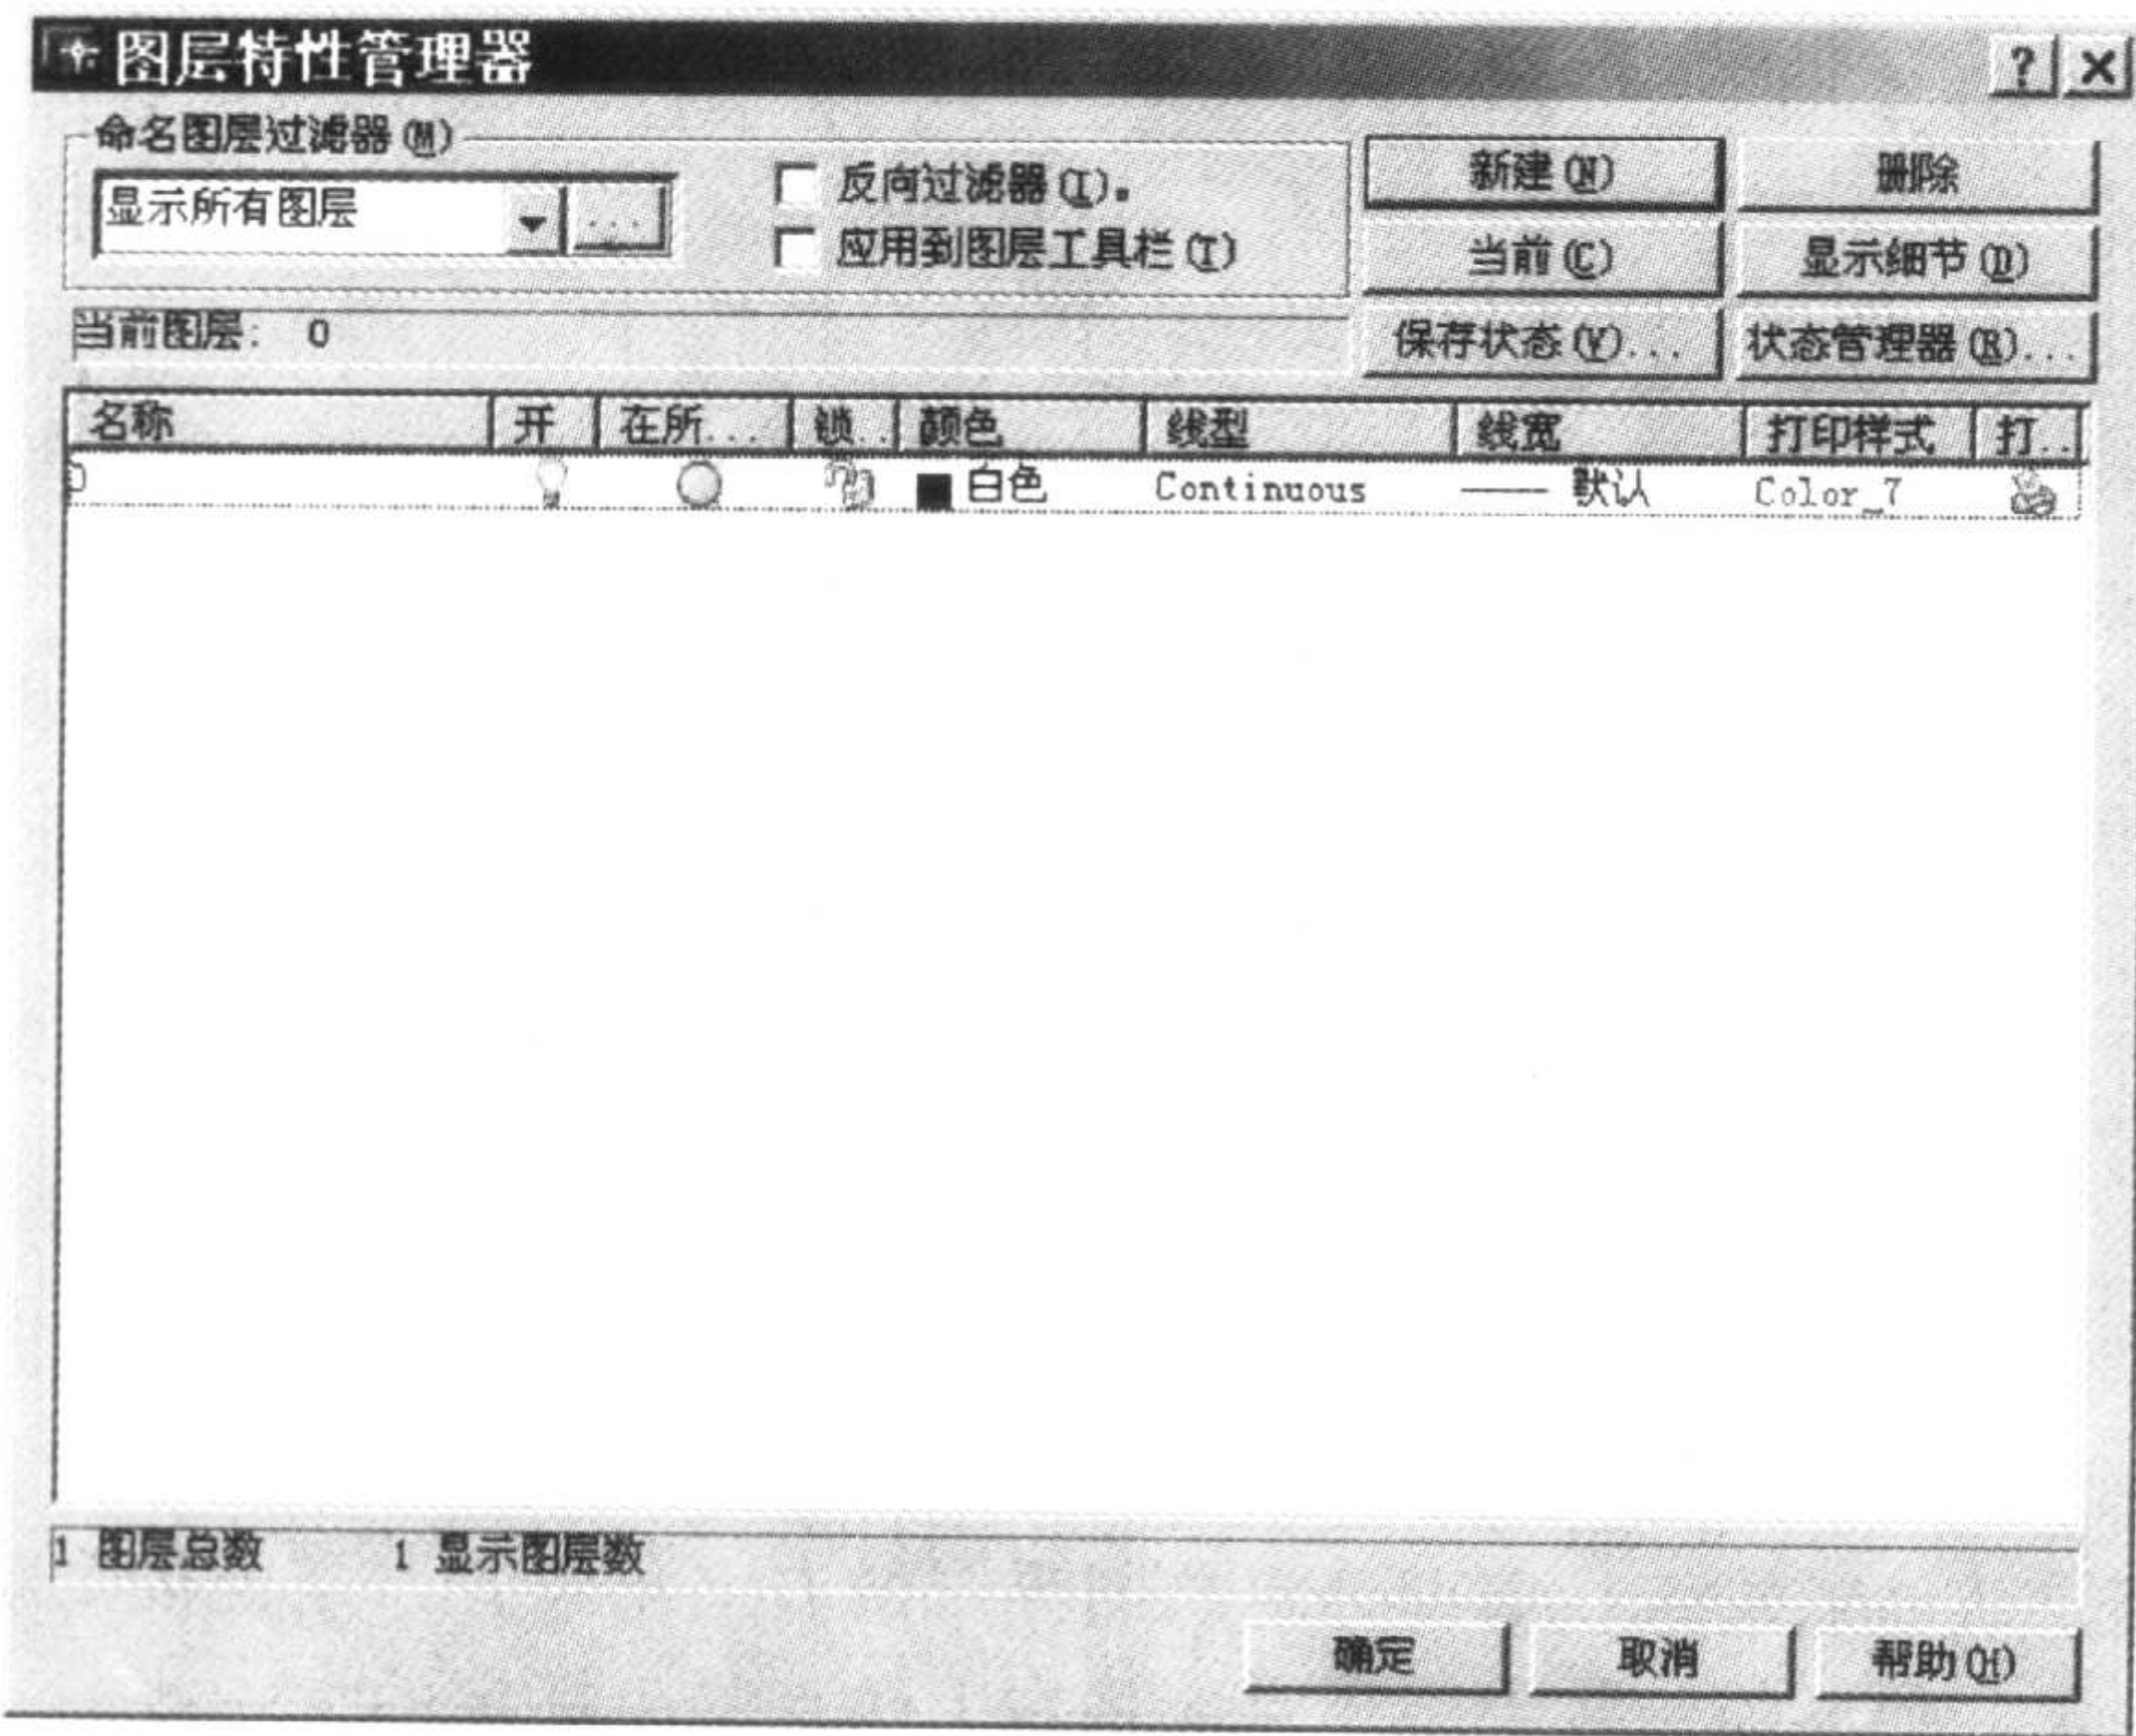 图层特性管理器
命名图层过滤器(M)
显示所有图层 ...
反向过滤器(I)。
应用到图层工具栏(T)
新建(N) 删除
当前(C) 显示细节(D)
保存状态(V)... 状态管理器(R)...
当前图层: 0
名称 开 在所... 锁.. 颜色 线型 线宽 打印样式 打..
白色 Continuous 默认 Color_7
1 图层总数 1 显示图层数
确定 取消 帮助(H)